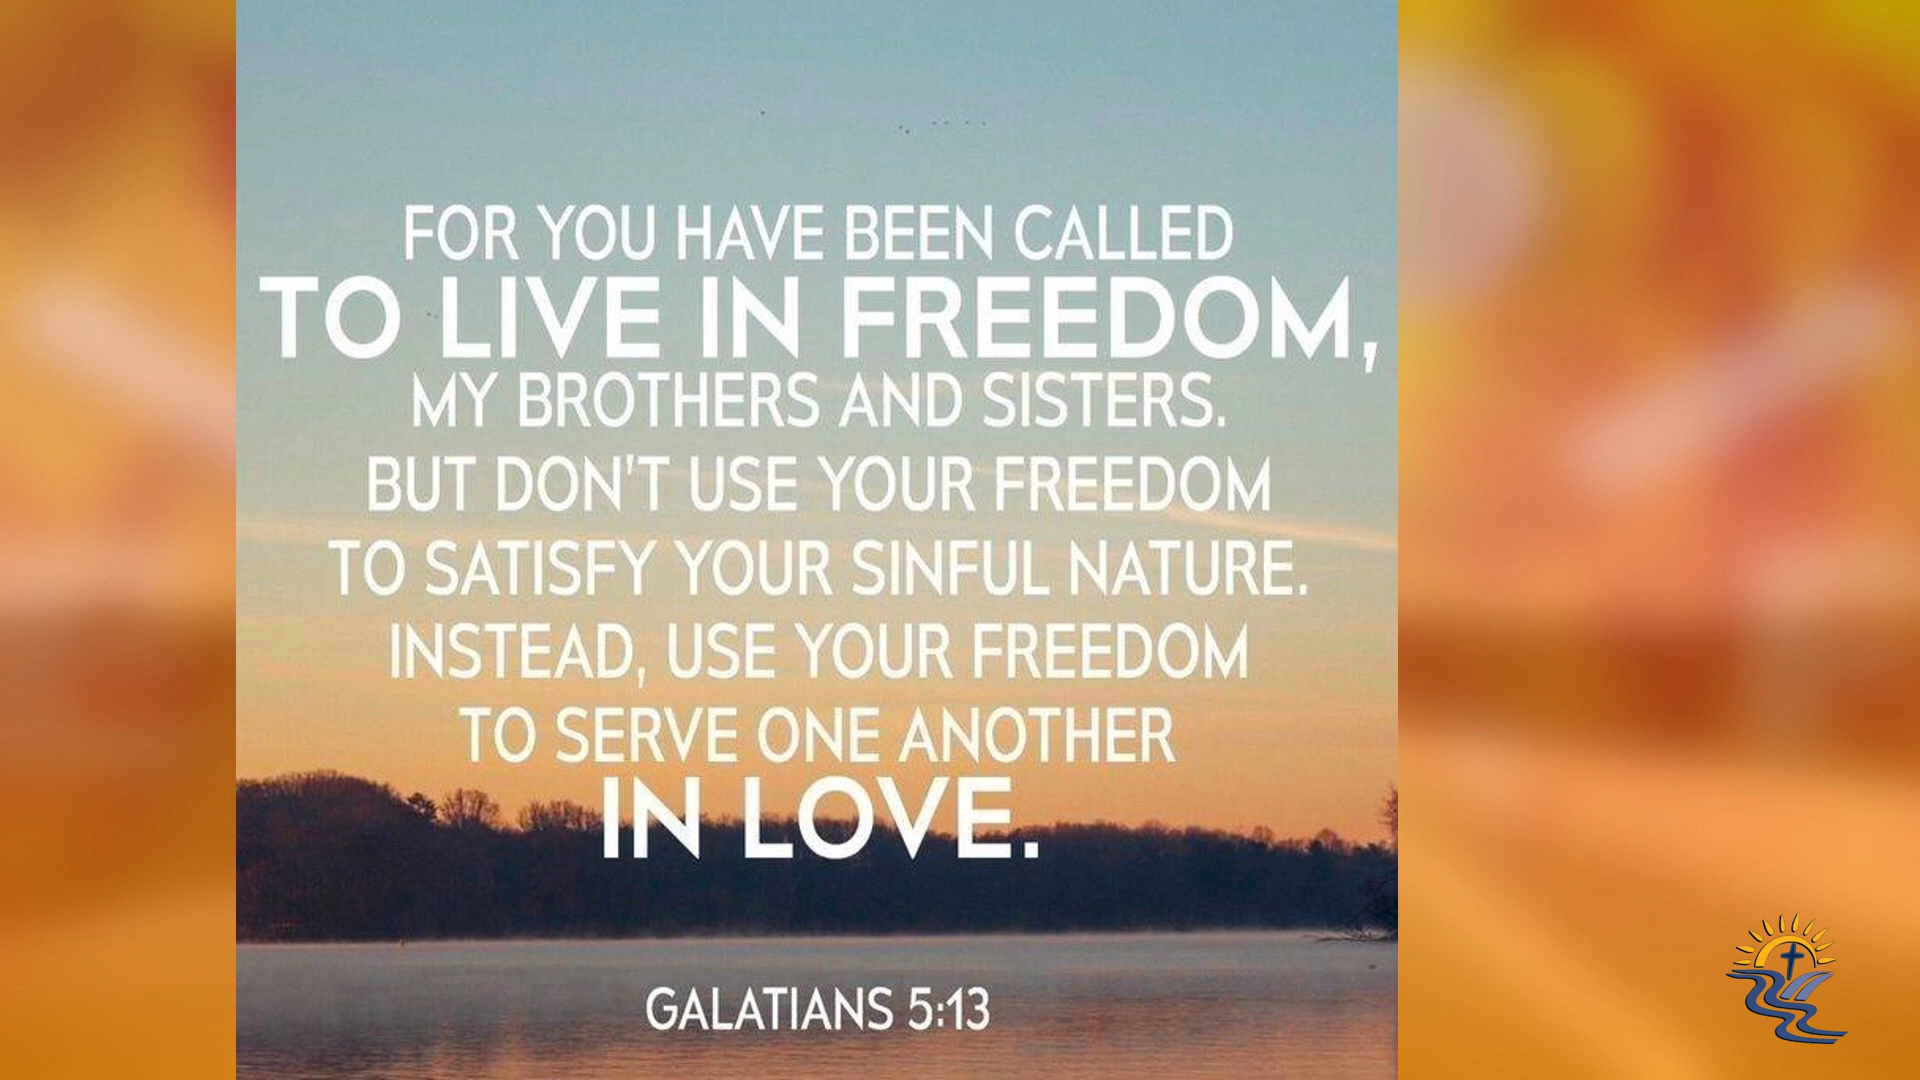 FOR YOU HAVE BEEN CALLED
TO LIVE IN FREEDOM,
MY BROTHERS AND SISTERS.
BUT DON'T USE YOUR FREEDOM
TO SATISFY YOUR SINFUL NATURE.
INSTEAD, USE YOUR FREEDOM
TO SERVE ONE ANOTHER
IN LOVE.
GALATIANS 5:13